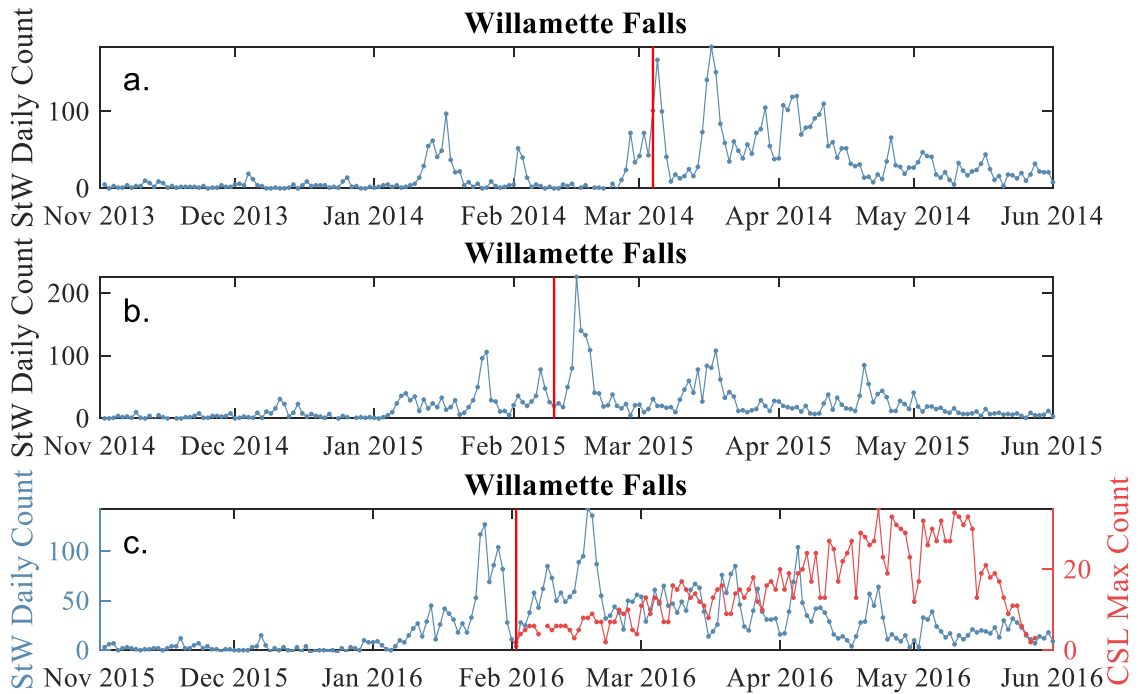 Willamette Falls
StW Daily Count
a.
100
0
Nov 2013 Dec 2013 Jan 2014 Feb 2014 Mar 2014 Apr 2014 May 2014 Jun 2014
Willamette Falls
StW Daily Count
b.
200
100
0
Nov 2014 Dec 2014 Jan 2015 Feb 2015 Mar 2015 Apr 2015 May 2015 Jun 2015
Willamette Falls
StW Daily Count
c.
100
50
0
20
0
CSL Max Count
Nov 2015 Dec 2015 Jan 2016 Feb 2016 Mar 2016 Apr 2016 May 2016 Jun 2016